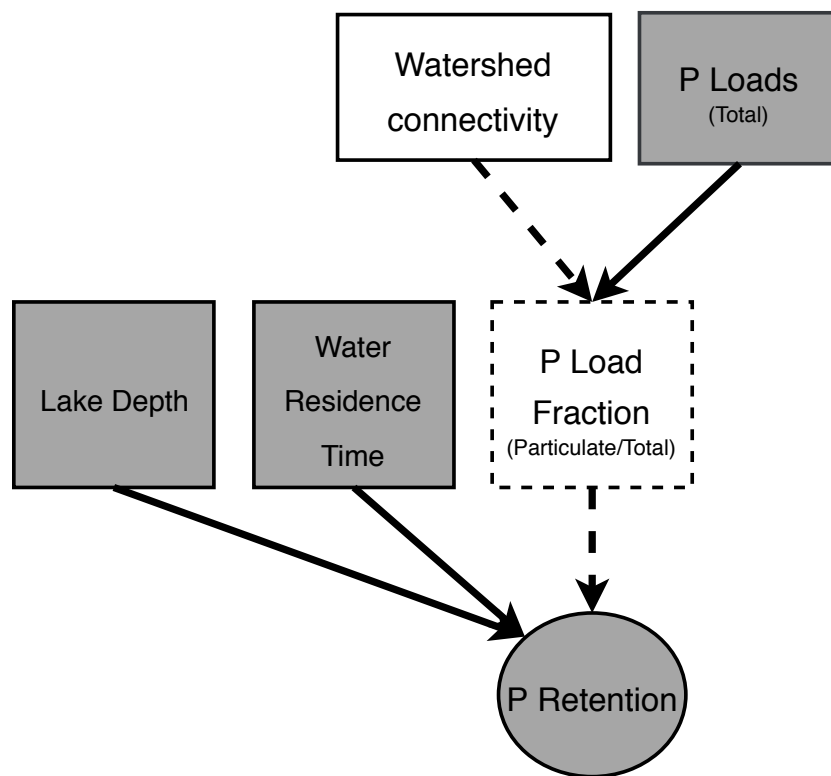 Watershed
connectivity
P Loads
(Total)
Lake Depth
Water
Residence
Time
P Load
Fraction
(Particulate/Total)
P Retention